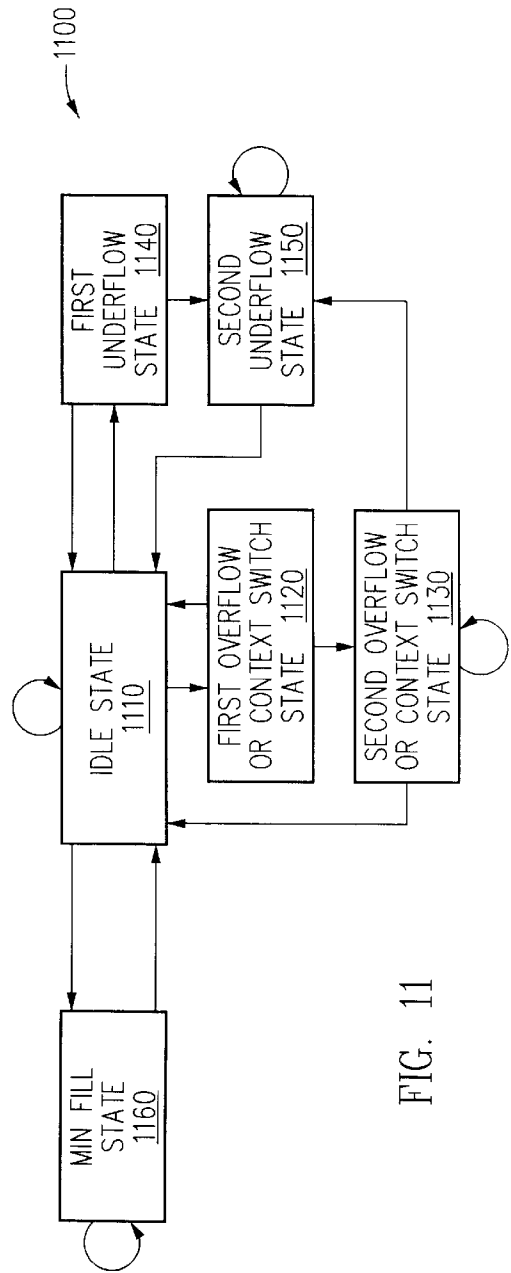 1100
MIN FILL
STATE
1160
IDLE STATE
1110
FIRST
UNDERFLOW
STATE 1140
FIRST OVERFLOW
OR CONTEXT SWITCH
STATE 1120
SECOND
UNDERFLOW
STATE 1150
SECOND OVERFLOW
OR CONTEXT SWITCH
STATE 1130
FIG. 11